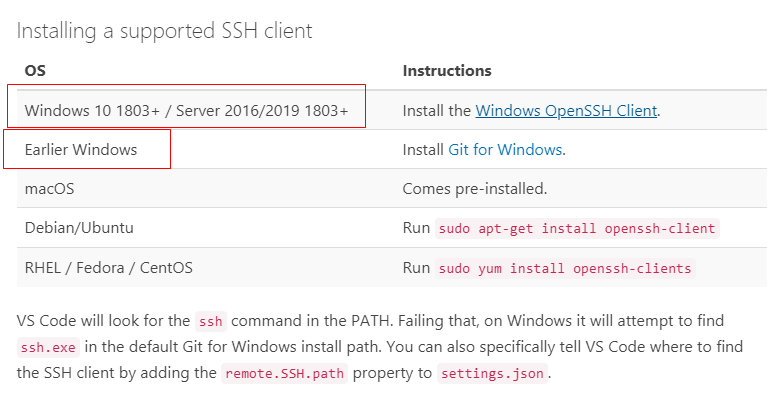 Installing a supported SSH client
OS Instructions
Windows 10 1803+ / Server 2016/2019 1803+ Install the Windows OpenSSH Client.
Earlier Windows Install Git for Windows.
macOS Comes pre-installed.
Debian/Ubuntu Run sudo apt-get install openssh-client
RHEL / Fedora / CentOS Run sudo yum install openssh-clients
VS Code will look for the ssh command in the PATH. Failing that, on Windows it will attempt to find
ssh.exe in the default Git for Windows install path. You can also specifically tell VS Code where to find
the SSH client by adding the remote.SSH.path property to settings.json.